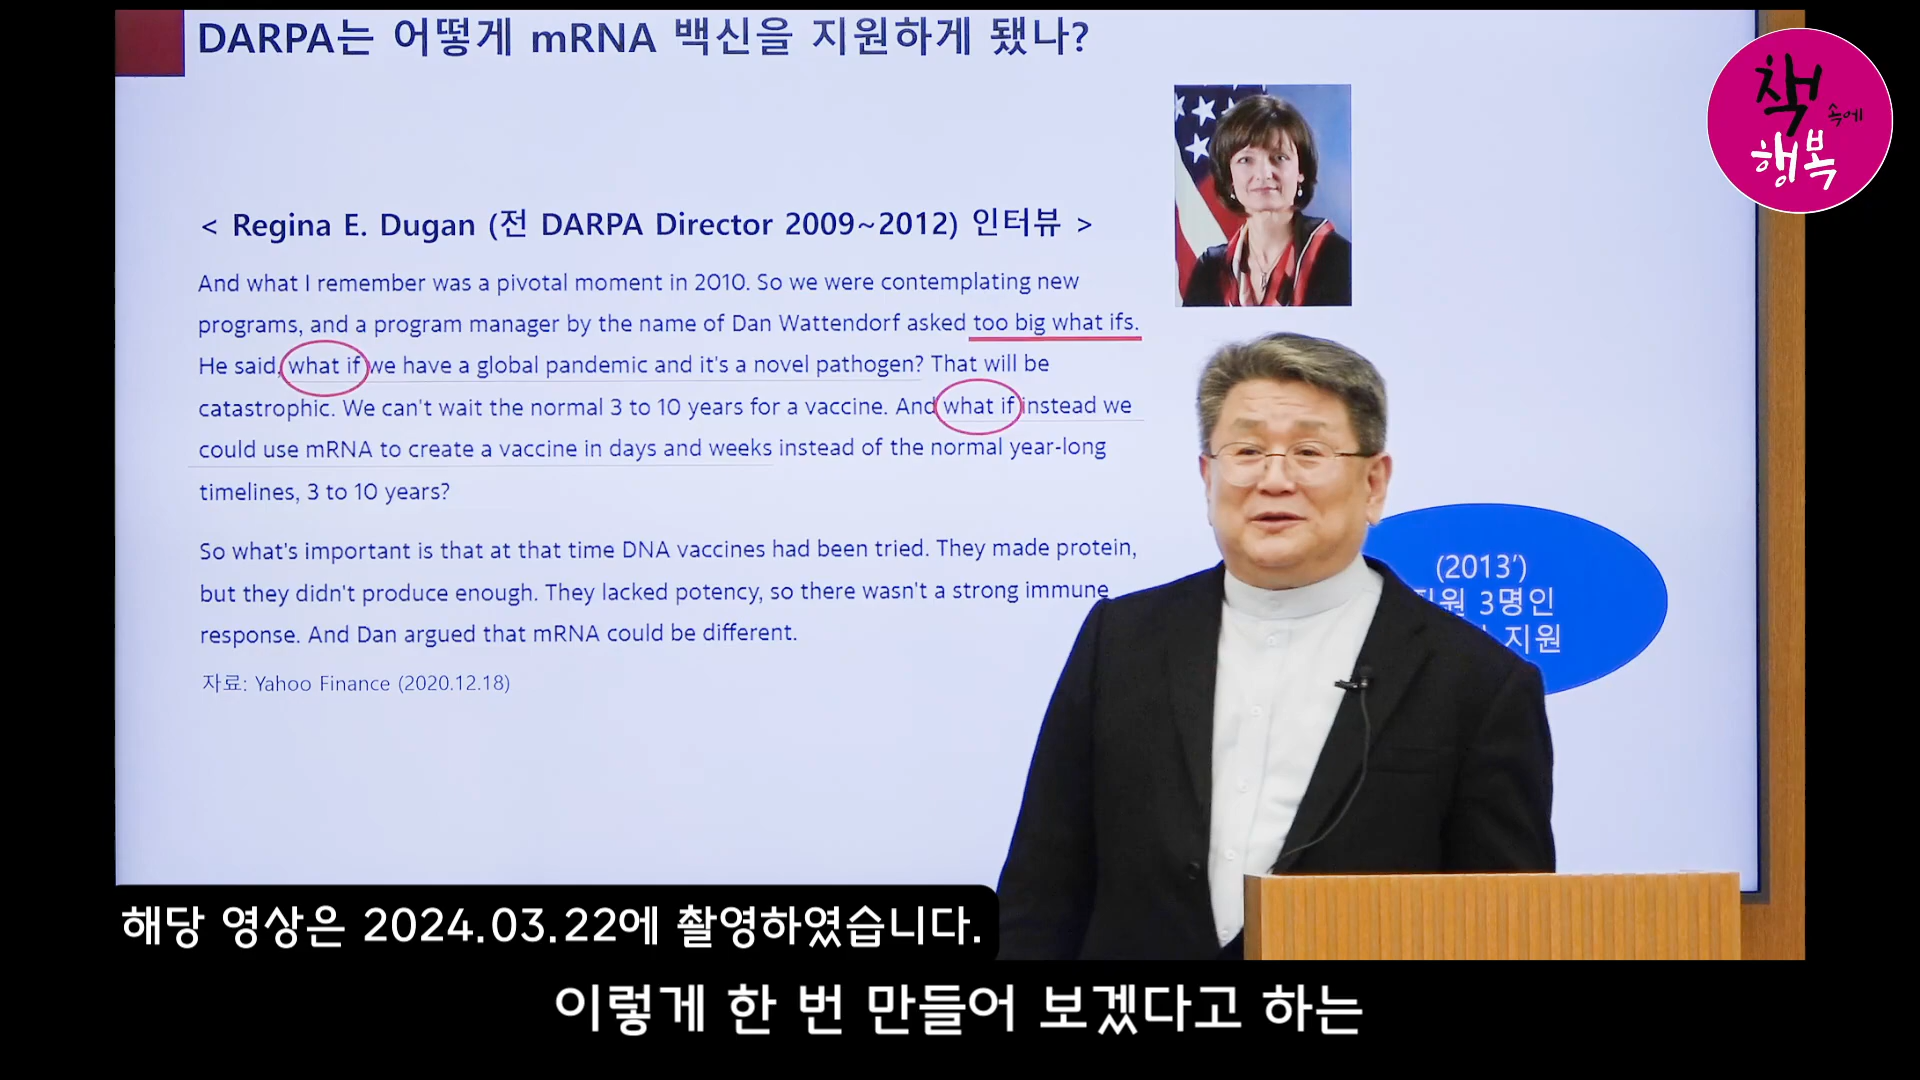 DARPA는 어떻게 mRNA 백신을 지원하게 됐나?
책
속에
행복
< Regina E. Dugan (전 DARPA Director 2009~2012) 인터뷰 >
And what I remember was a pivotal moment in 2010. So we were contemplating new
programs, and a program manager by the name of Dan Wattendorf asked too big what ifs.
He said, what if we have a global pandemic and it's a novel pathogen? That will be
catastrophic. We can't wait the normal 3 to 10 years for a vaccine. And what if instead we
could use mRNA to create a vaccine in days and weeks instead of the normal year-long
timelines, 3 to 10 years?
So what's important is that at that time DNA vaccines had been tried. They made protein,
but they didn't produce enough. They lacked potency, so there wasn't a strong immune
response. And Dan argued that mRNA could be different.
자료: Yahoo Finance (2020.12.18)
(2013')
3명인
지원
해당 영상은 2024.03.22에 촬영하였습니다.
이렇게 한 번 만들어 보겠다고 하는